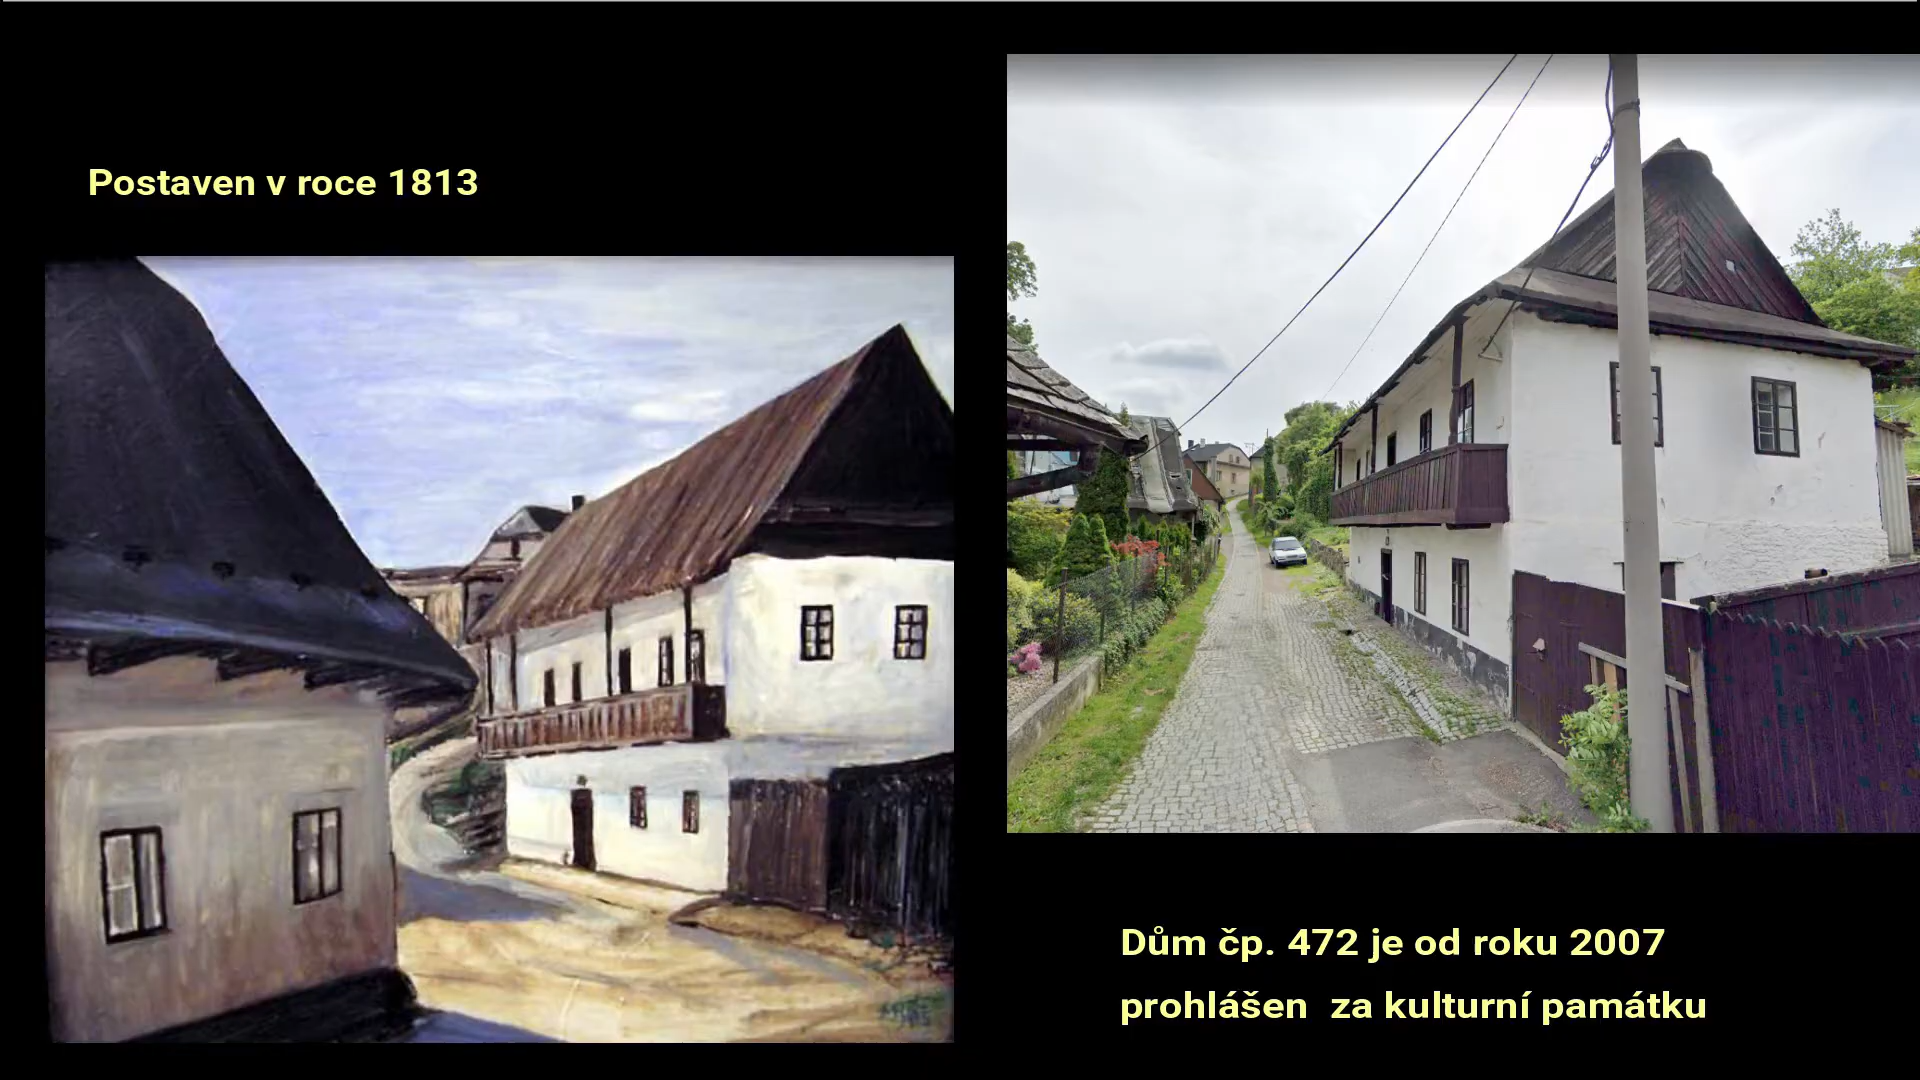 Postaven v roce 1813
Dům čp. 472 je od roku 2007
prohlášen  za kulturní památku